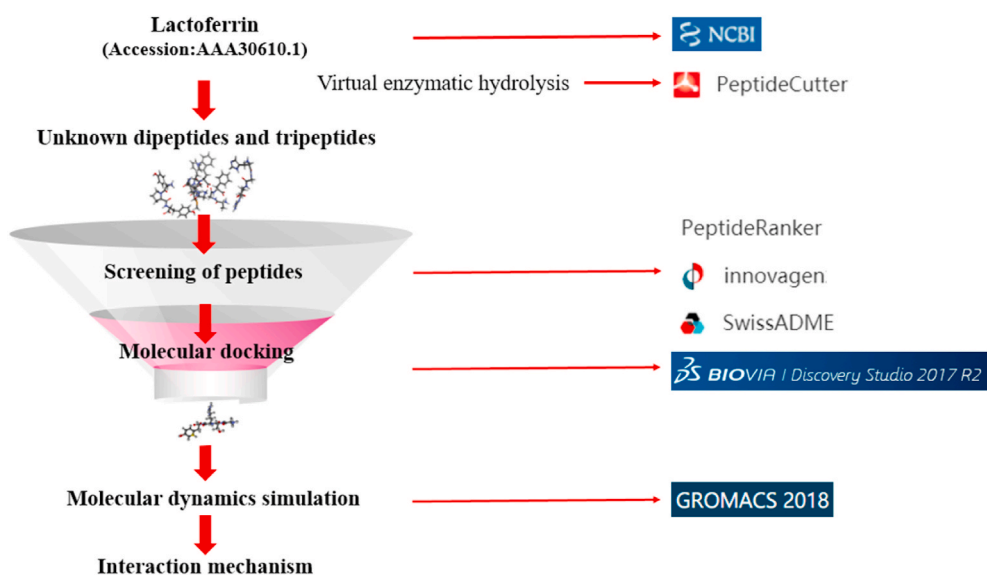 Lactoferrin
(Accession:AAA30610.1)
NCBI
Virtual enzymatic hydrolysis
PeptideCutter
Unknown dipeptides and tripeptides
PeptideRanker
Screening of peptides
innovagen
SwissADME
Molecular docking
3DS BIOVIA | Discovery Studio 2017 R2
Molecular dynamics simulation
GROMACS 2018
Interaction mechanism